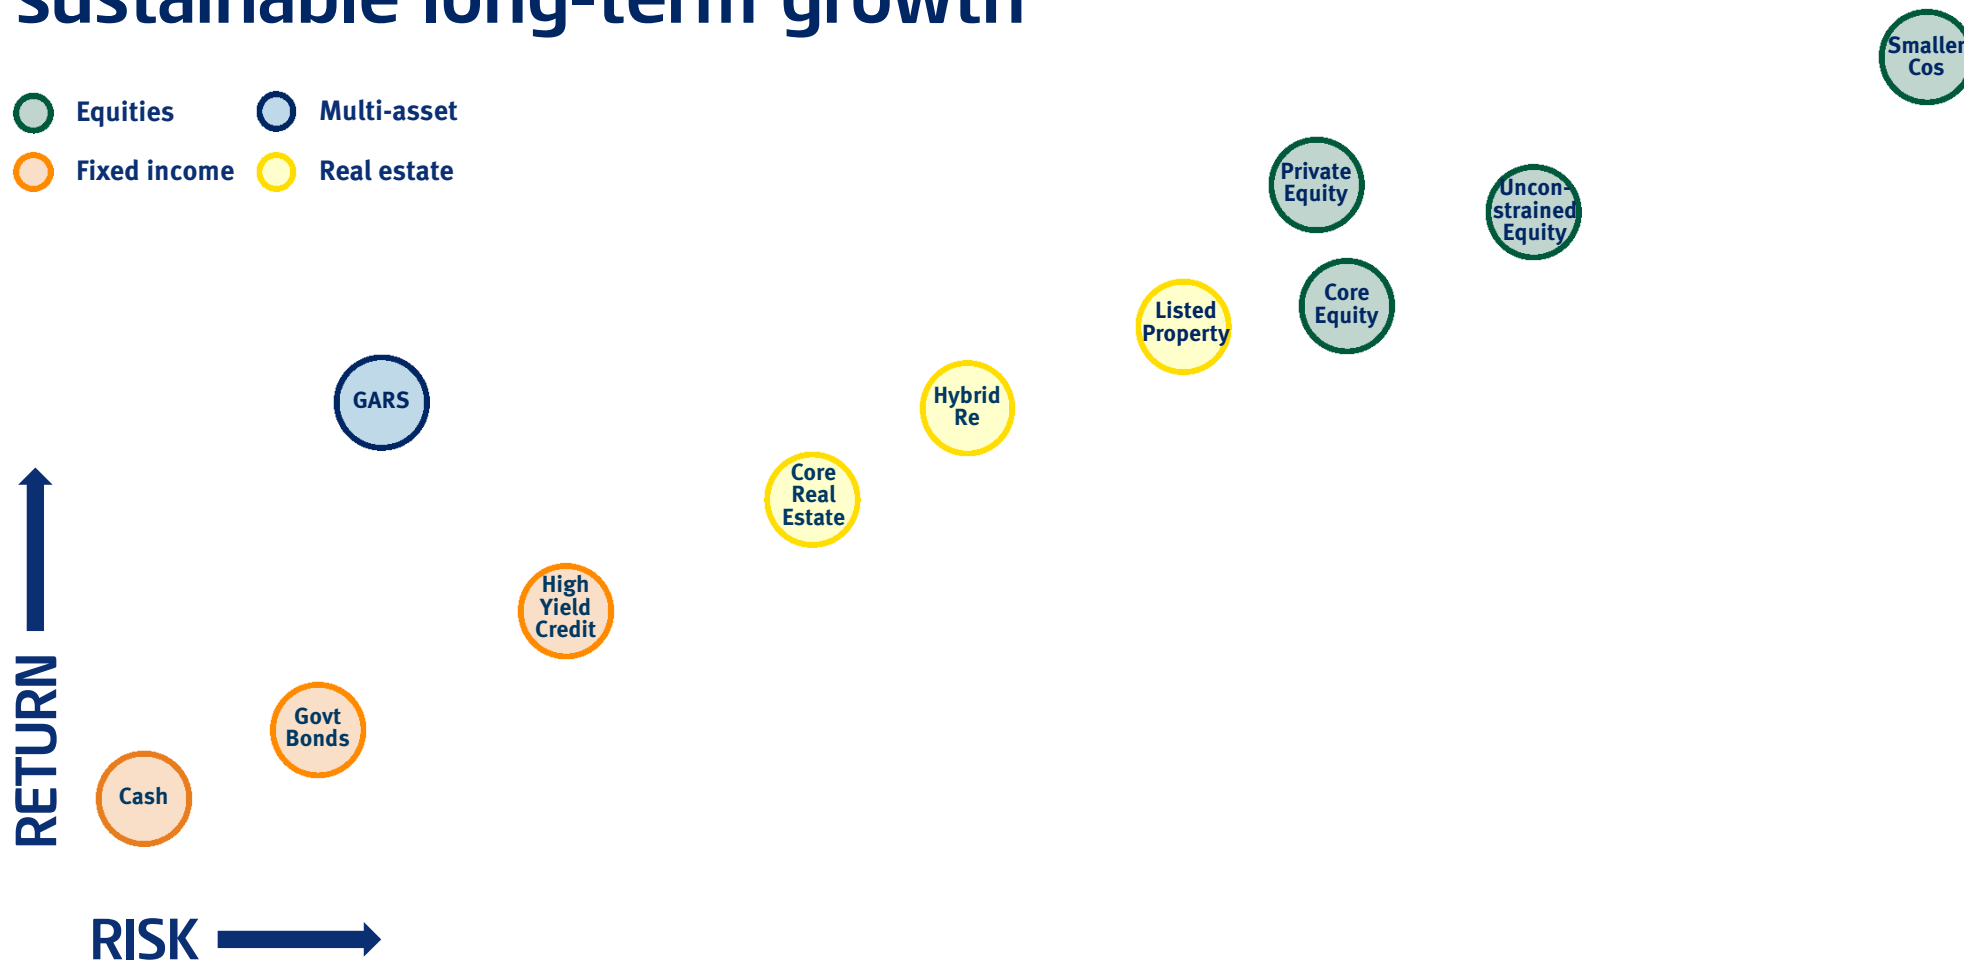 sustainable long-term growth
Equities
Multi-asset
Fixed income
Real estate
Smaller
Cos
Private
Equity
Uncon-
strained
Equity
Core
Equity
Listed
Property
GARS
Hybrid
Re
Core
Real
Estate
High
Yield
Credit
Govt
Bonds
Cash
RETURN
RISK